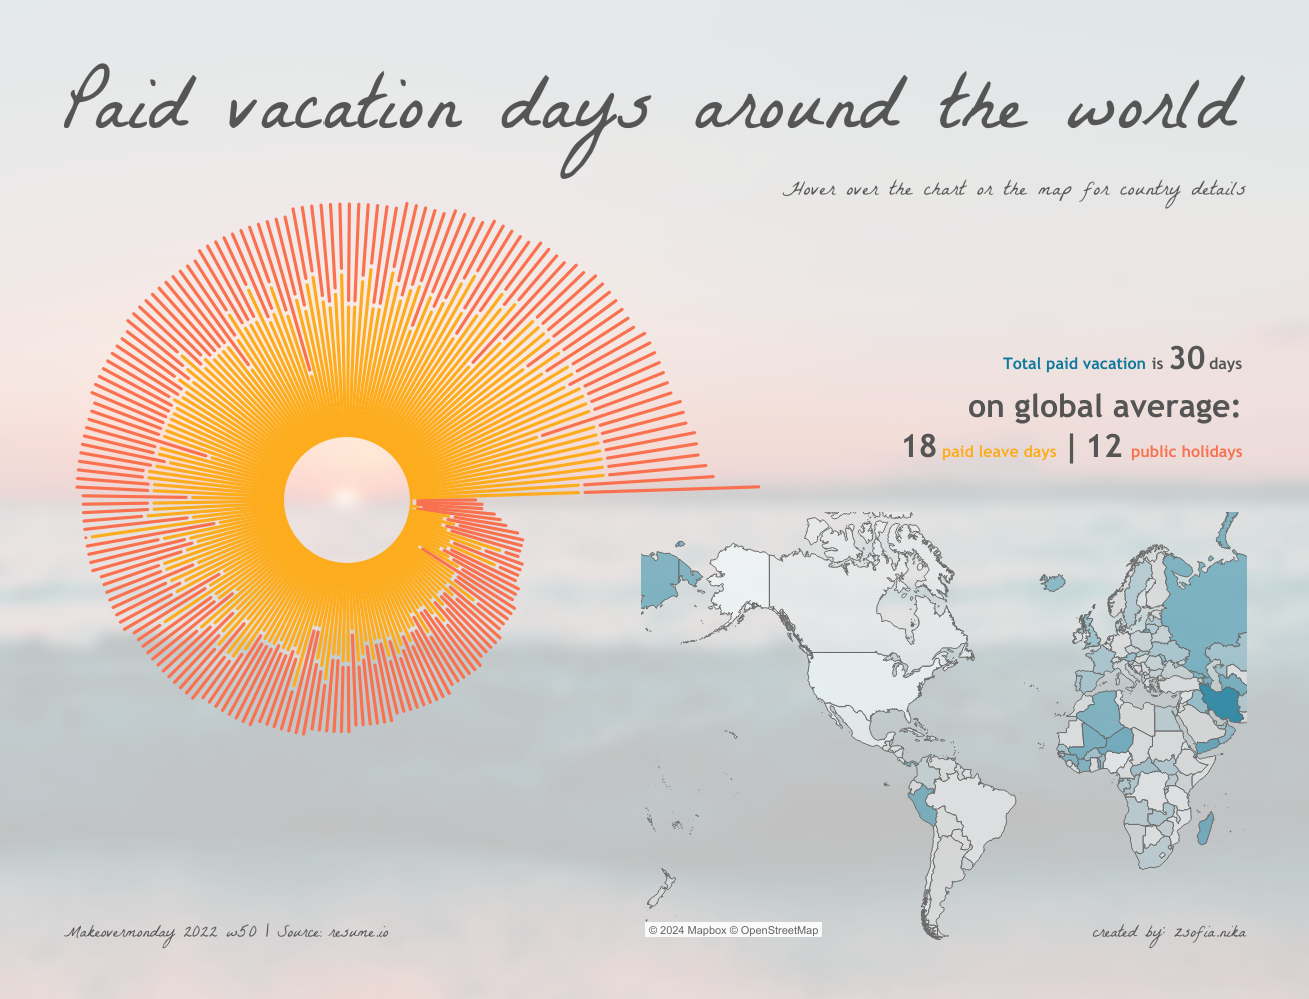 Paid vacation days around the world
Hover over the chart or the map for country details
Total paid vacation is 30 days
on global average:
18 paid leave days | 12 public holidays
© 2024 Mapbox © OpenStreetMap
Makeovermonday 2022 w50 | Source: resume.io
created by: zsofia.nika